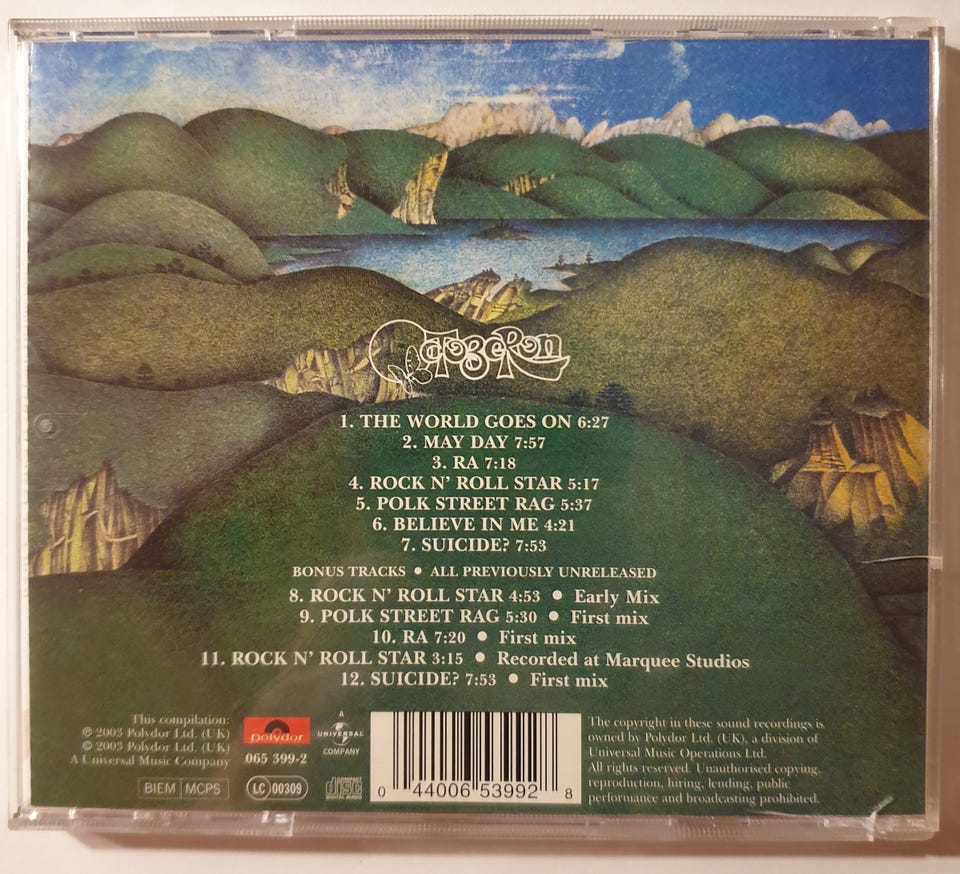 Octoberon
1. THE WORLD GOES ON 6:27
2. MAY DAY 7:57
3. RA 7:18
4. ROCK N' ROLL STAR 5:17
5. POLK STREET RAG 5:37
6. BELIEVE IN ME 4:21
7. SUICIDE? 7:53
BONUS TRACKS • ALL PREVIOUSLY UNRELEASED
8. ROCK N' ROLL STAR 4:53 • Early Mix
9. POLK STREET RAG 5:30 • First mix
10. RA 7:20 • First mix
11. ROCK N' ROLL STAR 3:15 • Recorded at Marquee Studios
12. SUICIDE? 7:53 • First mix
This compilation:
℗ 2003 Polydor Ltd. (UK)
© 2003 Polydor Ltd. (UK)
A Universal Music Company
BIEM MCPS
polydor
065 399-2
LC 00309
A
UNIVERSAL
COMPANY
COMPACT
disc
DIGITAL AUDIO
0 44006 53992 8
The copyright in these sound recordings is
owned by Polydor Ltd. (UK), a division of
Universal Music Operations Ltd.
All rights reserved. Unauthorised copying,
reproduction, hiring, lending, public
performance and broadcasting prohibited.